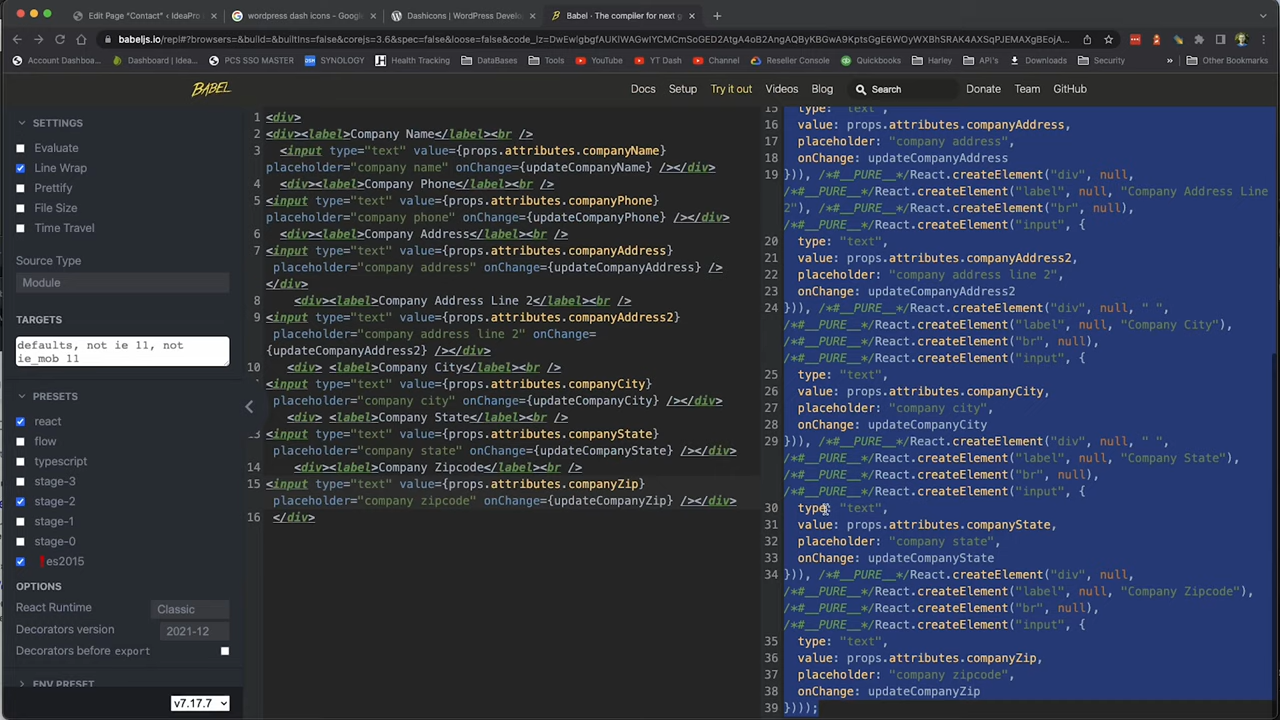 Edit Page "Contact" ‹ IdeaPro
wordpress dash icons - Google
Dashicons | WordPress Develop
Babel · The compiler for next g
babeljs.io/repl#?browsers=&build=&builtIns=false&corejs=3.6&spec=false&loose=false&code_lz=
Account Dashboa...
Dashboard | Idea...
PCS SSO MASTER
SYNOLOGY
Health Tracking
DataBases
Tools
YouTube
YT Dash
Channel
Reseller Console
Quickbooks
Harley
API's
Downloads
Security
»
Other Bookmarks
BABEL
Docs
Setup
Try it out
Videos
Blog
Search
Donate
Team
GitHub
SETTINGS
Evaluate
Line Wrap
Prettify
File Size
Time Travel
Source Type
Module
TARGETS
defaults, not ie 11, not
ie_mob 11
PRESETS
react
flow
typescript
stage-3
stage-2
stage-1
stage-0
es2015
OPTIONS
React Runtime
Classic
Decorators version
2021-12
Decorators before export
ENV PRESET
v7.17.7
1 <div>
2 <div><label>Company Name</label><br />
3 <input type="text" value={props.attributes.companyName}
placeholder="company name" onChange={updateCompanyName} /></div>
4 <div><label>Company Phone</label><br />
5 <input type="text" value={props.attributes.companyPhone}
placeholder="company phone" onChange={updateCompanyPhone} /></div>
6 <div><label>Company Address</label><br />
7 <input type="text" value={props.attributes.companyAddress}
placeholder="company address" onChange={updateCompanyAddress} />
</div>
8 <div><label>Company Address Line 2</label><br />
9 <input type="text" value={props.attributes.companyAddress2}
placeholder="company address line 2" onChange=
{updateCompanyAddress2} /></div>
10 <div> <label>Company City</label><br />
<input type="text" value={props.attributes.companyCity}
placeholder="company city" onChange={updateCompanyCity} /></div>
<div> <label>Company State</label><br />
13 <input type="text" value={props.attributes.companyState}
placeholder="company state" onChange={updateCompanyState} /></div>
14 <div><label>Company Zipcode</label><br />
15 <input type="text" value={props.attributes.companyZip}
placeholder="company zipcode" onChange={updateCompanyZip} /></div>
16 </div>
15 type: "text",
16 value: props.attributes.companyAddress,
17 placeholder: "company address",
18 onChange: updateCompanyAddress
19 })), /*#__PURE__*/React.createElement("div", null,
/*#__PURE__*/React.createElement("label", null, "Company Address Line
2"), /*#__PURE__*/React.createElement("br", null),
/*#__PURE__*/React.createElement("input", {
20 type: "text",
21 value: props.attributes.companyAddress2,
22 placeholder: "company address line 2",
23 onChange: updateCompanyAddress2
24 })), /*#__PURE__*/React.createElement("div", null, " ",
/*#__PURE__*/React.createElement("label", null, "Company City"),
/*#__PURE__*/React.createElement("br", null),
/*#__PURE__*/React.createElement("input", {
25 type: "text",
26 value: props.attributes.companyCity,
27 placeholder: "company city",
28 onChange: updateCompanyCity
29 })), /*#__PURE__*/React.createElement("div", null, " ",
/*#__PURE__*/React.createElement("label", null, "Company State"),
/*#__PURE__*/React.createElement("br", null),
/*#__PURE__*/React.createElement("input", {
30 type: "text",
31 value: props.attributes.companyState,
32 placeholder: "company state",
33 onChange: updateCompanyState
34 })), /*#__PURE__*/React.createElement("div", null,
/*#__PURE__*/React.createElement("label", null, "Company Zipcode"),
/*#__PURE__*/React.createElement("br", null),
/*#__PURE__*/React.createElement("input", {
35 type: "text",
36 value: props.attributes.companyZip,
37 placeholder: "company zipcode",
38 onChange: updateCompanyZip
39 })));